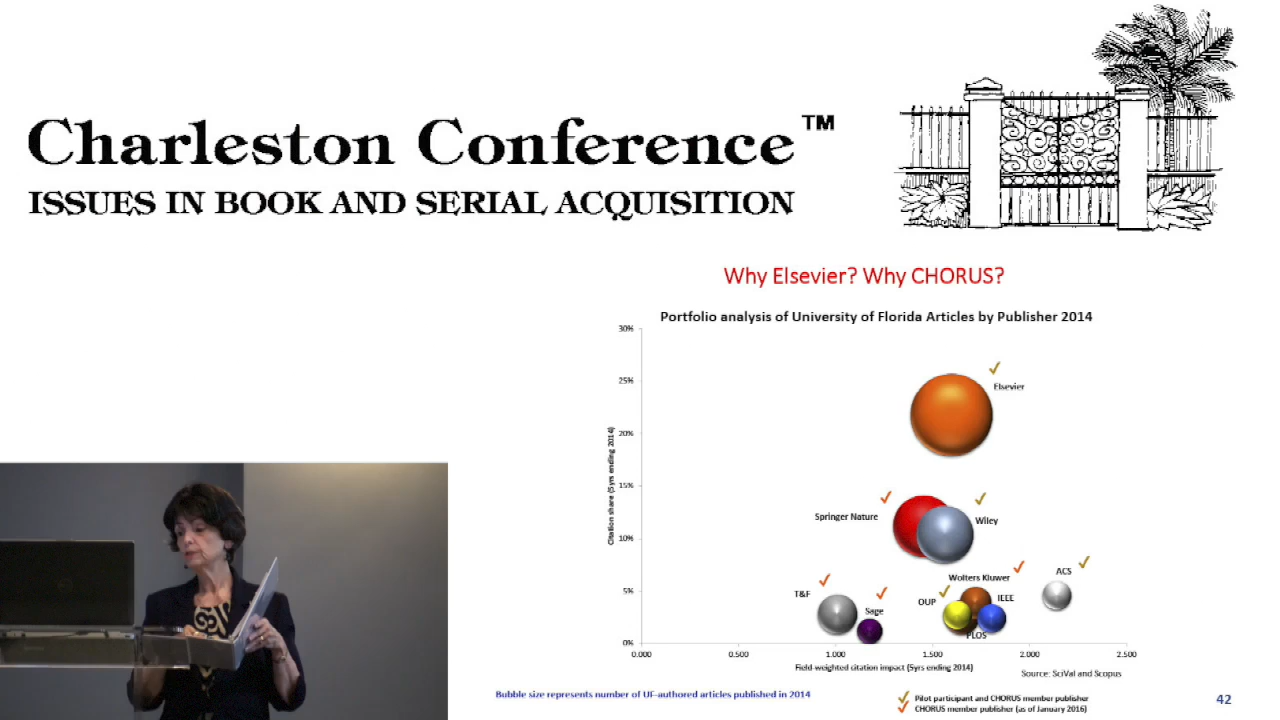 Charleston Conference™
ISSUES IN BOOK AND SERIAL ACQUISITION
Why Elsevier? Why CHORUS?
Portfolio analysis of University of Florida Articles by Publisher 2014
Citation share (5yrs ending 2014)
30%
25%
20%
15%
10%
5%
0%
Elsevier
Springer Nature
Wiley
ACS
Wolters Kluwer
T&F
Sage
OUP
IEEE
PLOS
0.000 0.500 1.000 1.500 2.000 2.500
Field-weighted citation impact (5yrs ending 2014)
Source: SciVal and Scopus
Bubble size represents number of UF-authored articles published in 2014
✓ Pilot participant and CHORUS member publisher
✓ CHORUS member publisher (as of January 2016)
42